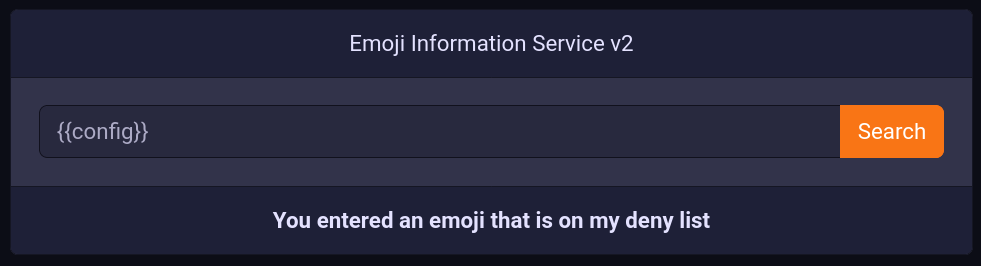 Emoji Information Service v2
{{config}}
Search
You entered an emoji that is on my deny list